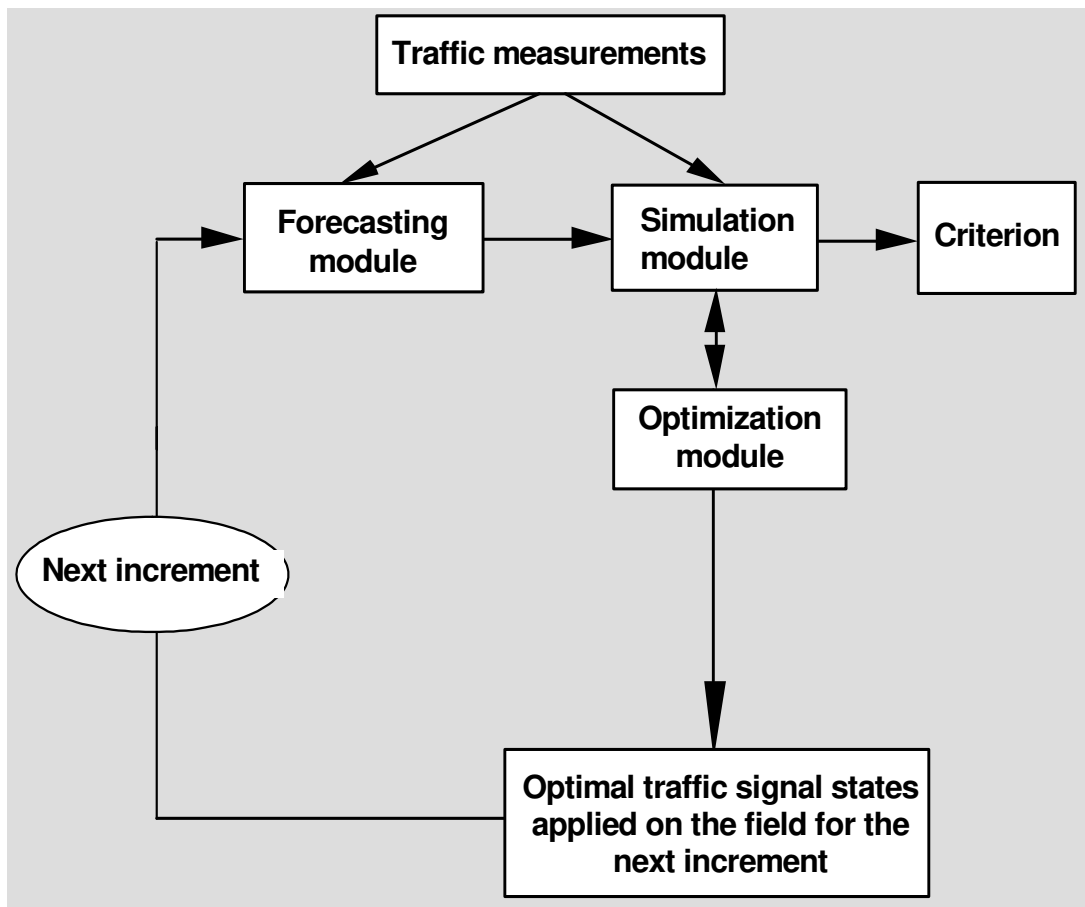 Traffic measurements
Forecasting
module
Simulation
module
Criterion
Optimization
module
Next increment
Optimal traffic signal states
applied on the field for the
next increment